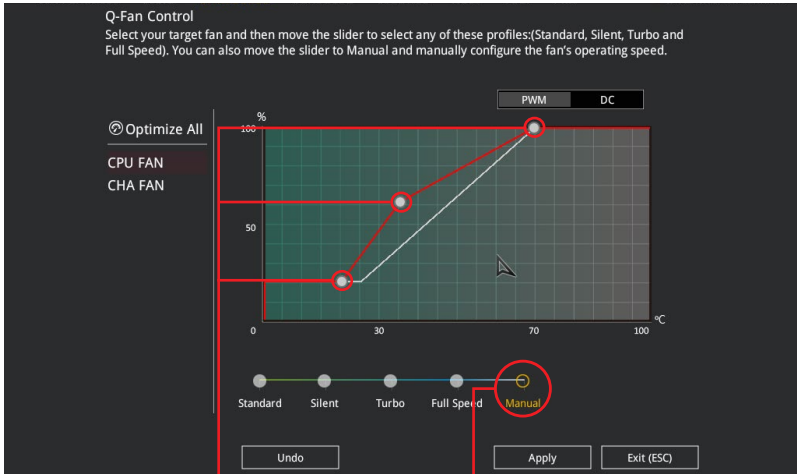 Q-Fan Control
Select your target fan and then move the slider to select any of these profiles:(Standard, Silent, Turbo and
Full Speed). You can also move the slider to Manual and manually configure the fan's operating speed.
PWM DC
%
Optimize All
100
CPU FAN
CHA FAN
50
°C
0 30 70 100
Standard Silent Turbo Full Speed Manual
Undo Apply Exit (ESC)